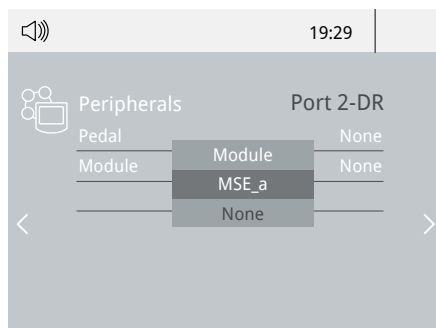 19:29
Peripherals Port 2-DR
Pedal None
Module None
Module
MSE_a
None